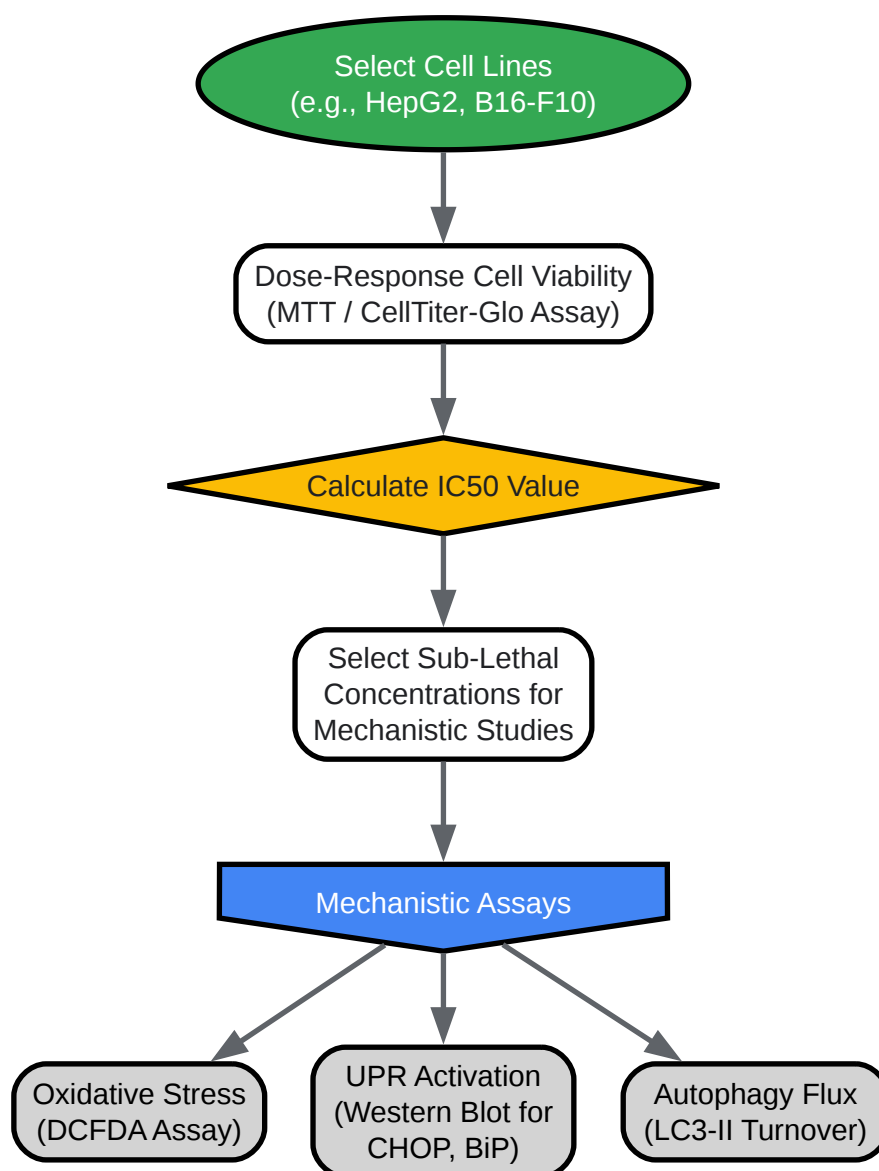 Select Cell Lines
(e.g., HepG2, B16-F10)
Dose-Response Cell Viability
(MTT / CellTiter-Glo Assay)
Calculate IC50 Value
Select Sub-Lethal
Concentrations for
Mechanistic Studies
Mechanistic Assays
Oxidative Stress
(DCFDA Assay)
UPR Activation
(Western Blot for
CHOP, BiP)
Autophagy Flux
(LC3-II Turnover)